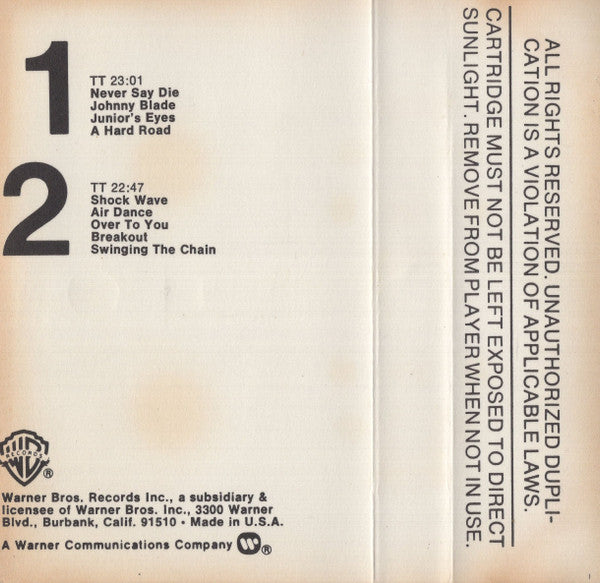 1
TT 23:01
Never Say Die
Johnny Blade
Junior's Eyes
A Hard Road
2
TT 22:47
Shock Wave
Air Dance
Over To You
Breakout
Swinging The Chain
WB
RECORDS
®
Warner Bros. Records Inc., a subsidiary &
licensee of Warner Bros. Inc., 3300 Warner
Blvd., Burbank, Calif. 91510 • Made in U.S.A.
A Warner Communications Company ®
ALL RIGHTS RESERVED. UNAUTHORIZED DUPLI-
CATION IS A VIOLATION OF APPLICABLE LAWS.
CARTRIDGE MUST NOT BE LEFT EXPOSED TO DIRECT
SUNLIGHT. REMOVE FROM PLAYER WHEN NOT IN USE.